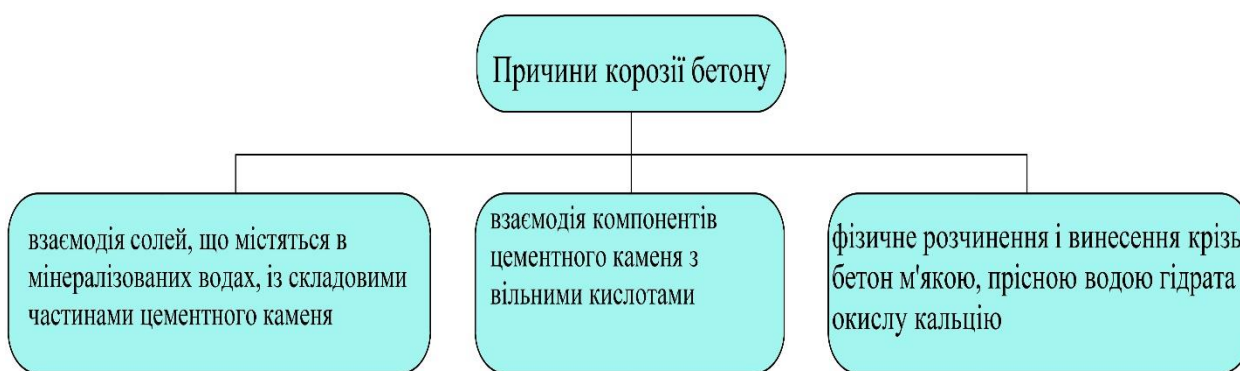 Причини корозії бетону
взаємодія солей, що містяться в
мінералізованих водах, із складовими
частинами цементного каменя
взаємодія компонентів
цементного каменя з
вільними кислотами
фізичне розчинення і винесення крізь
бетон м'якою, прісною водою гідрата
окислу кальцію